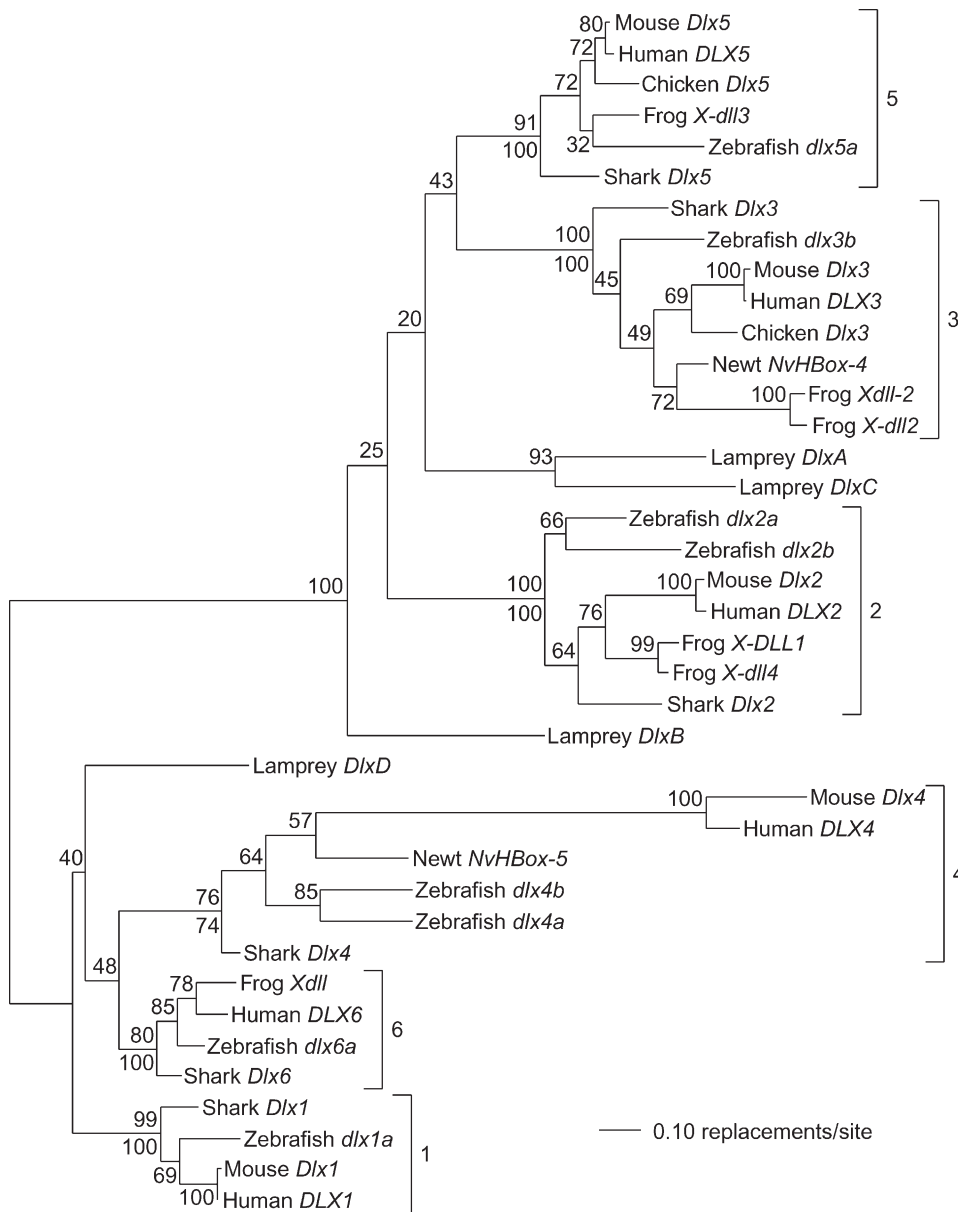 80 Mouse Dlx5
72 Human DLX5
72 Chicken Dlx5
5
91 Frog X-dll3
100 32 Zebrafish dlx5a
43 Shark Dlx5
Shark Dlx3
100
100
45 Zebrafish dlx3b
100 Mouse Dlx3
69 Human DLX3
3
20 49 Chicken Dlx3
Newt NvHBox-4
72 100 Frog Xdll-2
Frog X-dll2
25 93 Lamprey DlxA
Lamprey DlxC
66 Zebrafish dlx2a
Zebrafish dlx2b
100 100
100
100 Mouse Dlx2
76 Human DLX2
2
64 99 Frog X-DLL1
Frog X-dll4
Shark Dlx2
Lamprey DlxB
Lamprey DlxD
100 Mouse Dlx4
57 Human DLX4
40 64 Newt NvHBox-5
4
76 85 Zebrafish dlx4b
74 Zebrafish dlx4a
48 Shark Dlx4
78 Frog Xdll
85 Human DLX6
6
80 Zebrafish dlx6a
100 Shark Dlx6
99 Shark Dlx1
100 Zebrafish dlx1a
1
69 Mouse Dlx1
100 Human DLX1
0.10 replacements/site